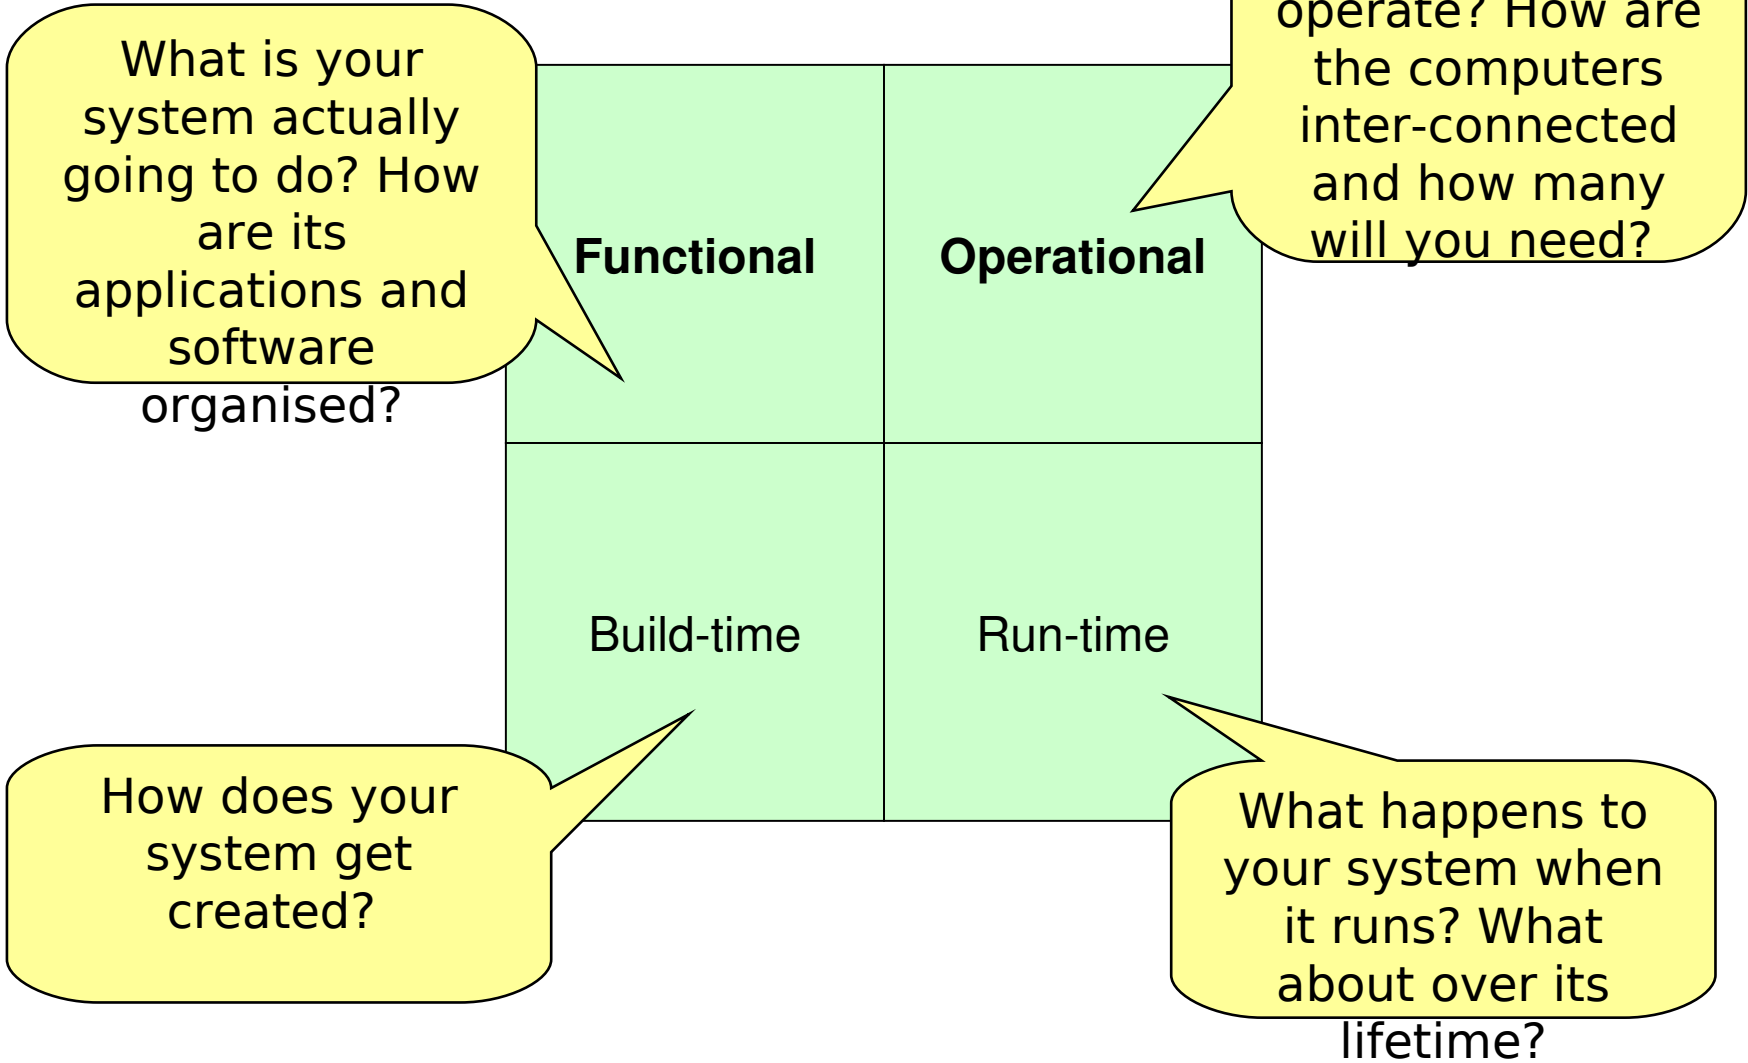 What is your
system actually
going to do? How
are its
applications and
software
organised?
operate? How are
the computers
inter-connected
and how many
will you need?
Functional
Operational
Build-time
Run-time
How does your
system get
created?
What happens to
your system when
it runs? What
about over its
lifetime?